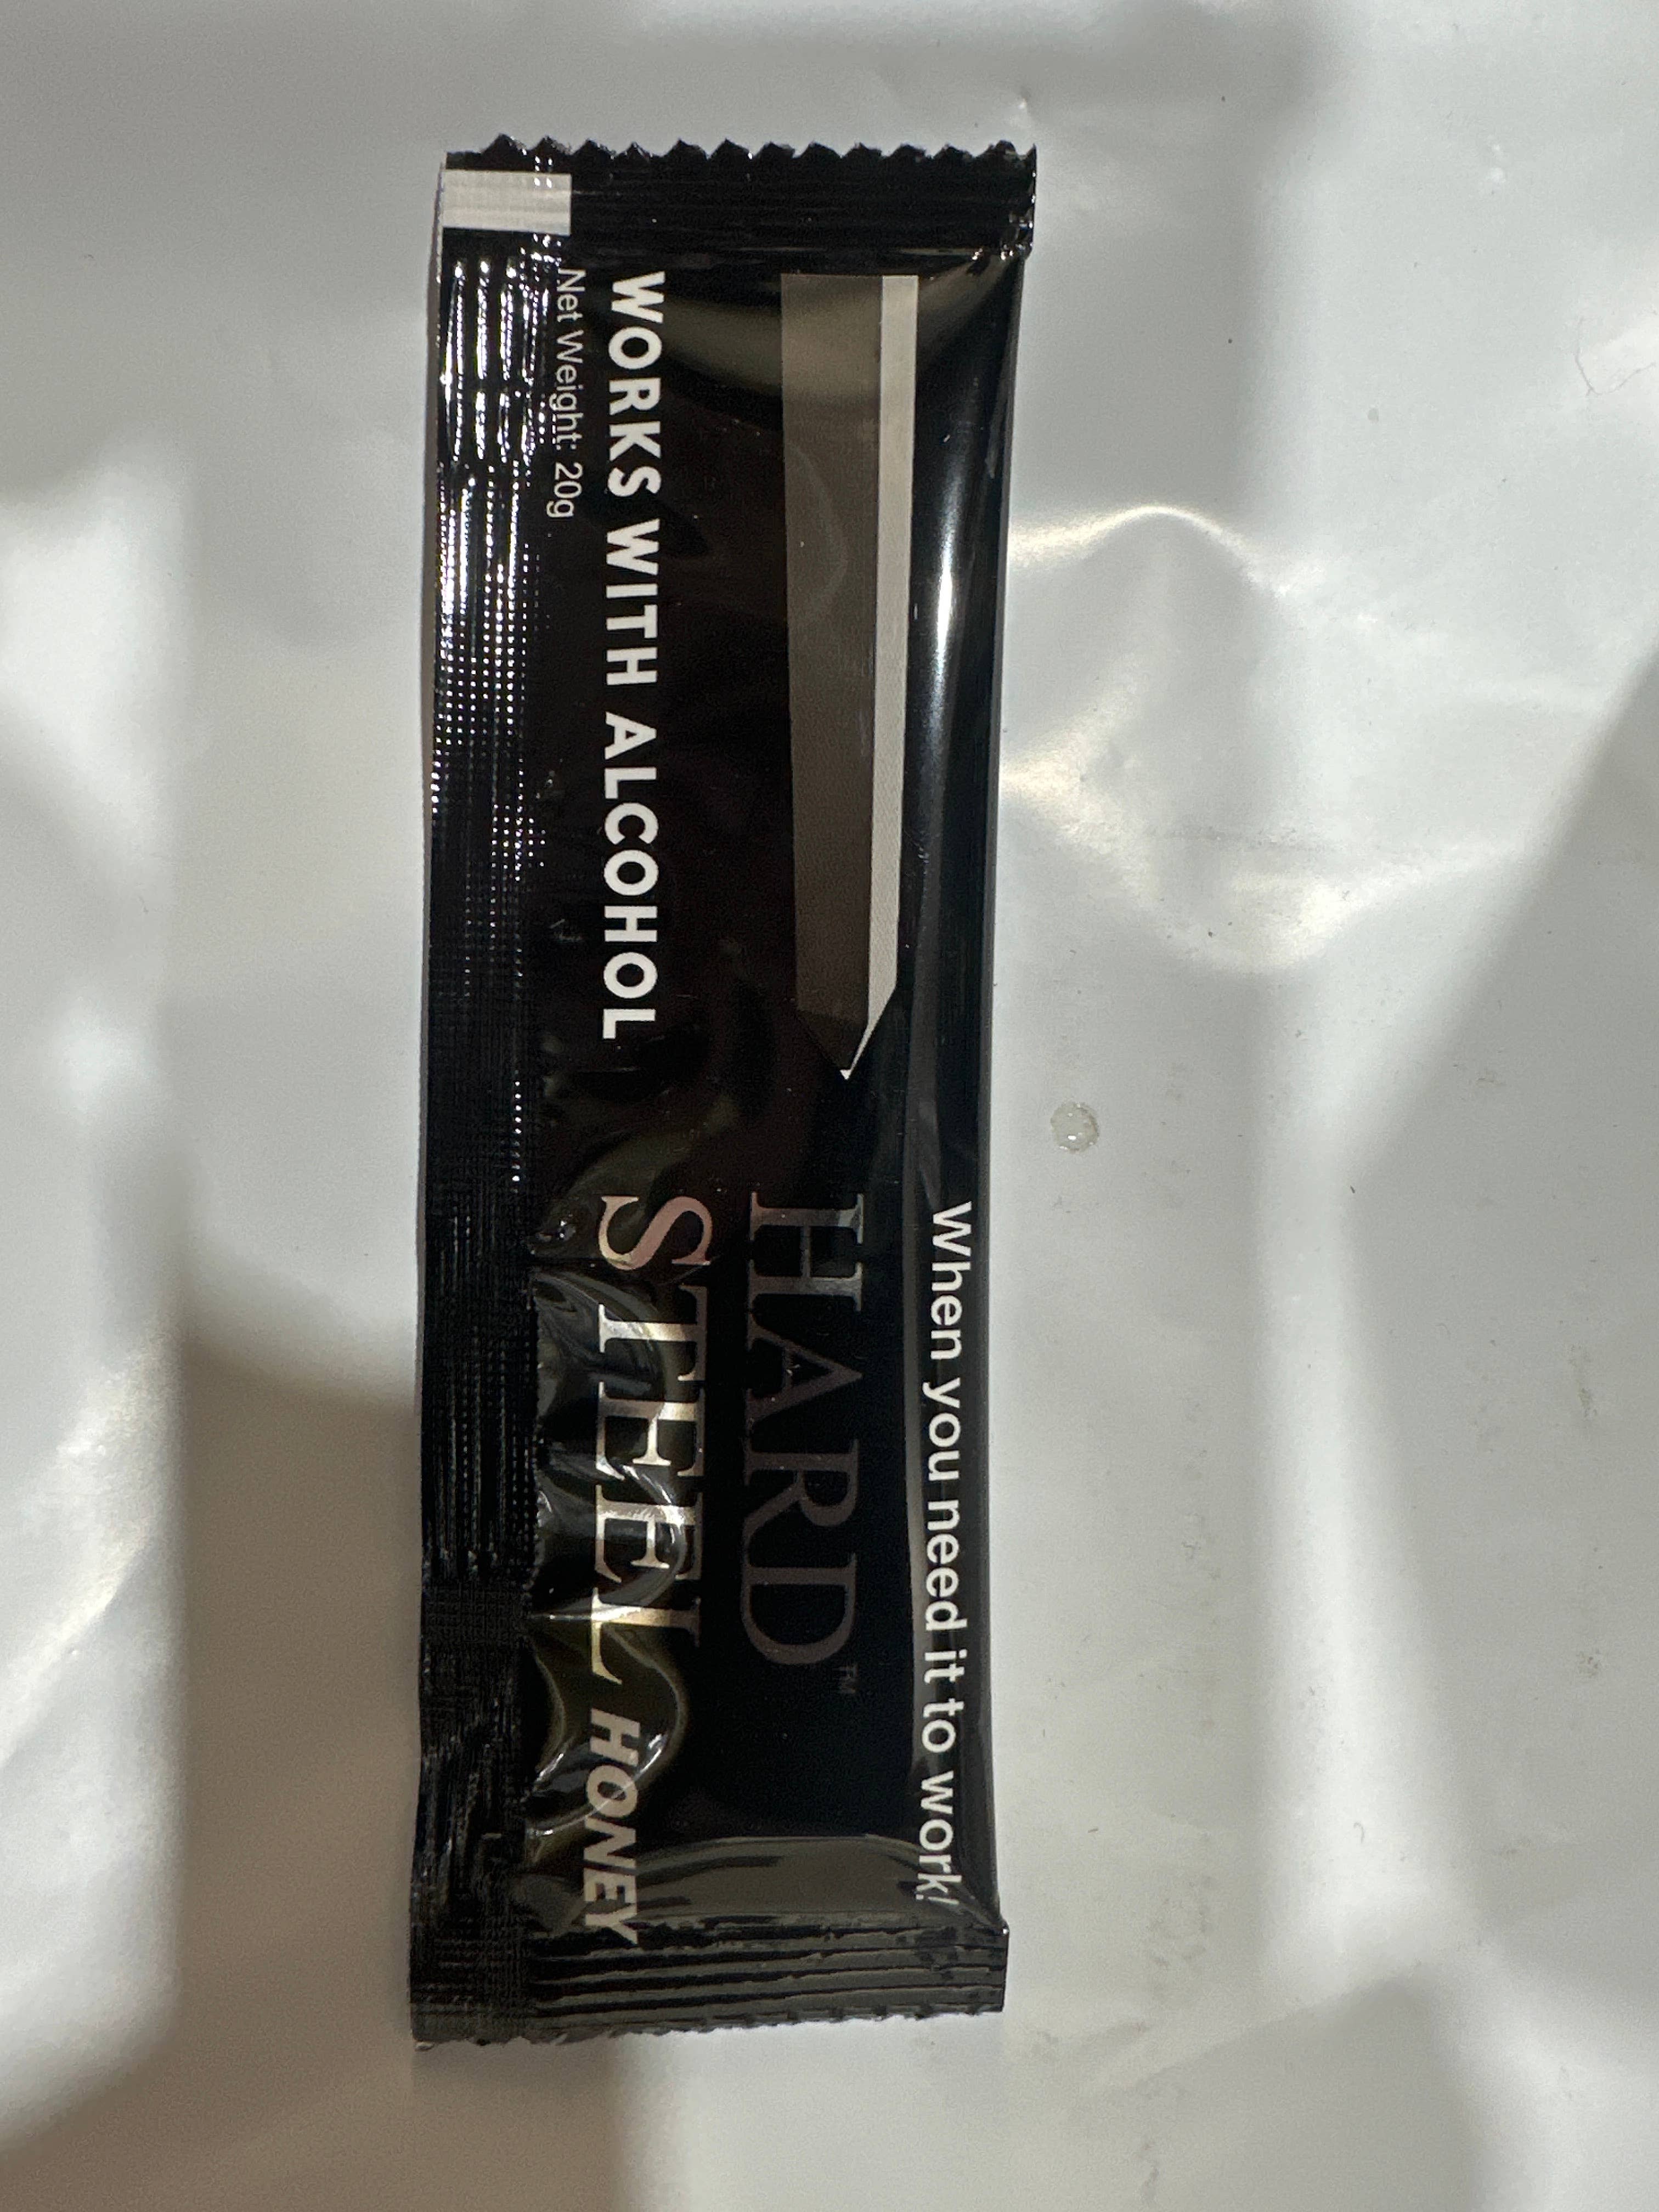 When you need it to work!
HARD™
STEEL HONEY
WORKS WITH ALCOHOL
Net Weight: 20g